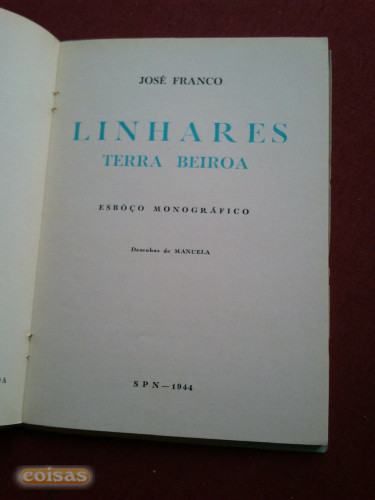 JOSÉ FRANCO
LINHARES
TERRA BEIROA
ESBÔÇO MONOGRÁFICO
Desenhos de MANUELA
SPN—1944
coisas